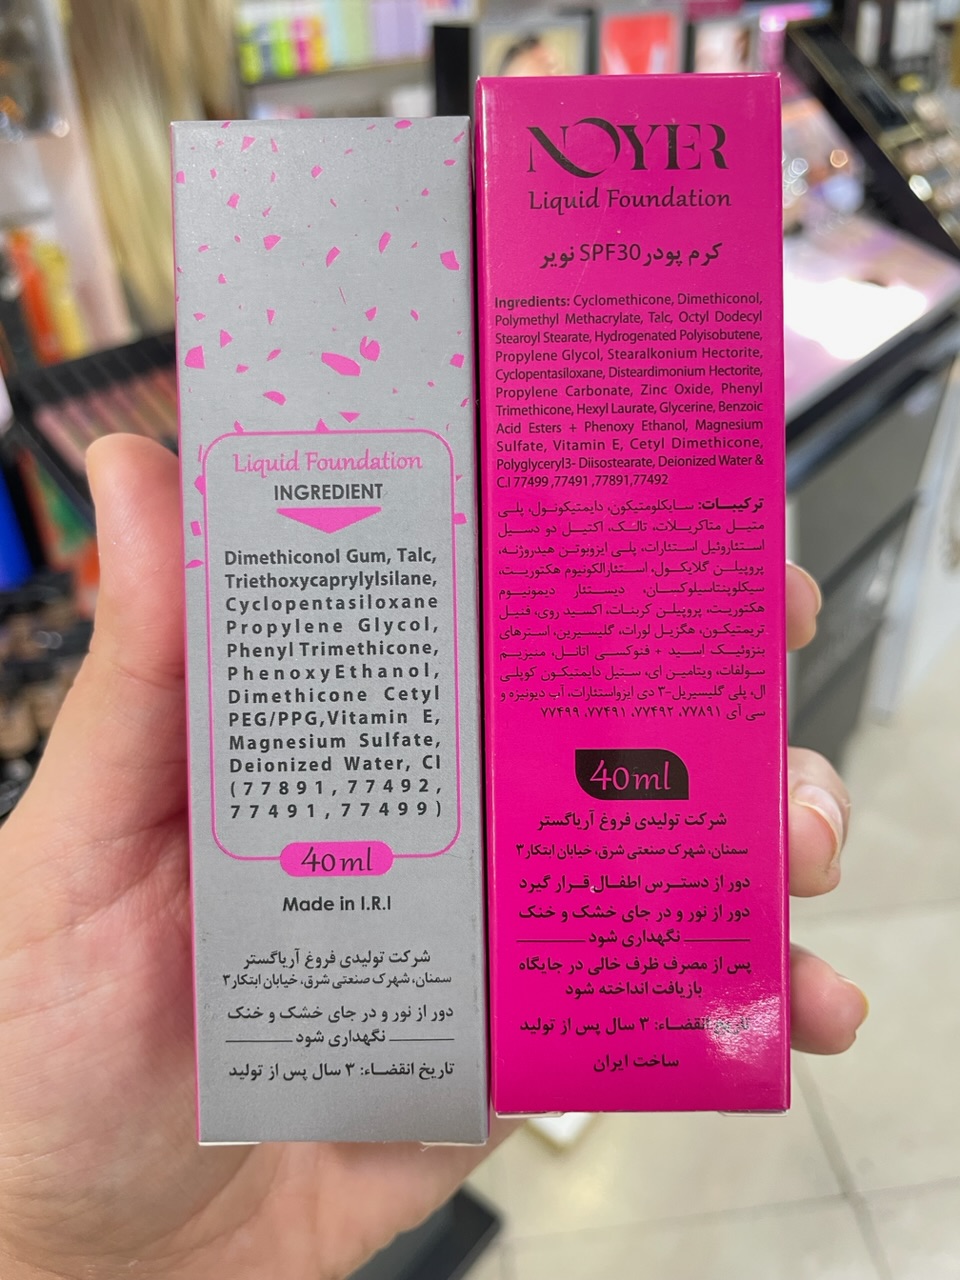 Liquid Foundation
INGREDIENT
Dimethiconol Gum, Talc,
Triethoxycaprylylsilane,
Cyclopentasiloxane
Propylene Glycol,
Phenyl Trimethicone,
PhenoxyEthanol,
Dimethicone Cetyl
PEG/PPG,Vitamin E,
Magnesium Sulfate,
Deionized Water, CI
(77891,77492,
77491,77499)
40ml
Made in I.R.I
شرکت تولیدی فروغ آریاگستر
سمنان، شهرک صنعتی شرق، خیابان ابتکار۳
دور از نور و در جای خشک و خنک
نگهداری شود
تاریخ انقضاء: ۳ سال پس از تولید
NOYER
Liquid Foundation
کرم پودر SPF30 نویر
Ingredients: Cyclomethicone, Dimethiconol,
Polymethyl Methacrylate, Talc, Octyl Dodecyl
Stearoyl Stearate, Hydrogenated Polyisobutene,
Propylene Glycol, Stearalkonium Hectorite,
Cyclopentasiloxane, Disteardimonium Hectorite,
Propylene Carbonate, Zinc Oxide, Phenyl
Trimethicone, Hexyl Laurate, Glycerine, Benzoic
Acid Esters + Phenoxy Ethanol, Magnesium
Sulfate, Vitamin E, Cetyl Dimethicone,
Polyglyceryl3- Diisostearate, Deionized Water &
C.I 77499 ,77491 ,77891,77492
ترکیبات: سایکلومتیکون، دایمتیکونول، پلی
متیل متاکریلات، تالک، اکتیل دو دسیل
استئاروئیل استئارات، پلی ایزوبوتن هیدروژنه،
پروپیلن گلایکول، استئارالکونیوم هکتوریت،
سیکلوپنتاسیلوکسان، دیستئار دیمونیوم
هکتوریت، پروپیلن کربنات، اکسید روی، فنیل
تریمتیکون، هگزیل لورات، گلیسیرین، استرهای
بنزوئیک اسید + فنوکسی اتانل، منیزیم
سولفات، ویتامین ای، ستیل دایمتیکون کوپلی
ال، پلی گلیسیریل-۳ دی ایزواستئارات، آب دیونیزه و
سی آی ۷۷۸۹۱، ۷۷۴۹۲، ۷۷۴۹۱، ۷۷۴۹۹
40ml
شرکت تولیدی فروغ آریاگستر
سمنان، شهرک صنعتی شرق، خیابان ابتکار۳
دور از دسترس اطفال قرار گیرد
دور از نور و در جای خشک و خنک
نگهداری شود
پس از مصرف ظرف خالی در جایگاه
بازیافت انداخته شود
تاریخ انقضاء: ۳ سال پس از تولید
ساخت ایران